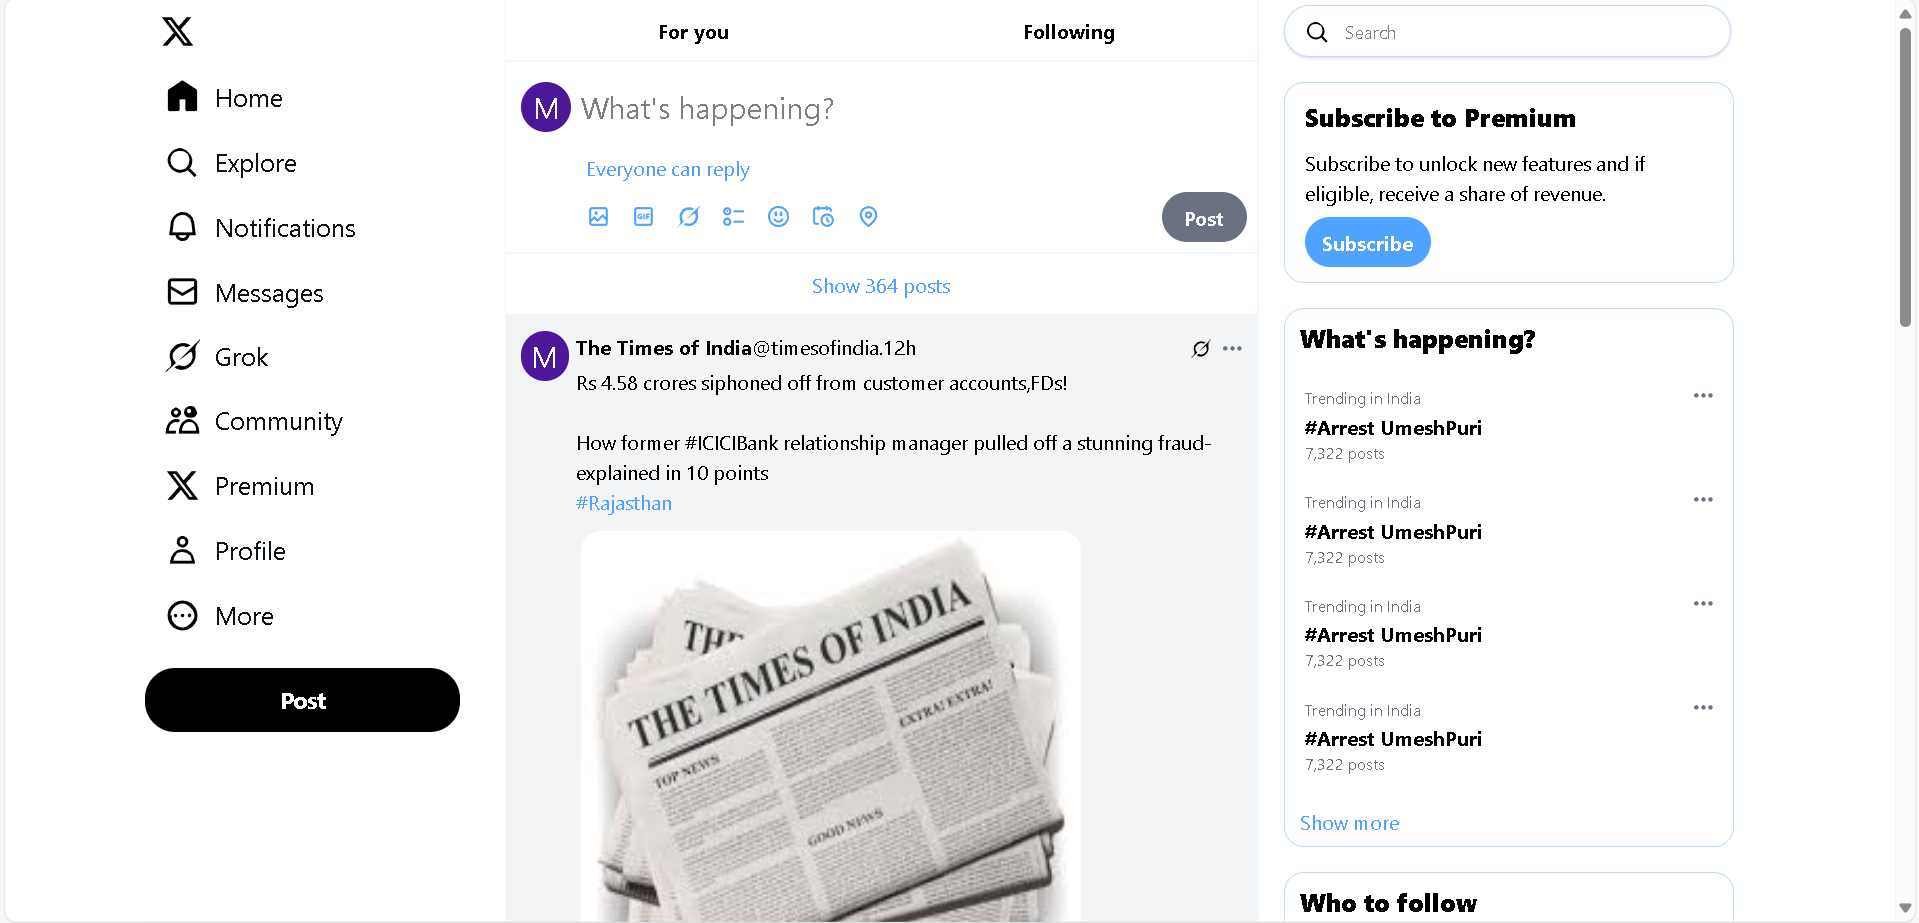 Home
Explore
Notifications
Messages
Grok
Community
Premium
Profile
More
Post
For you
Following
M
What's happening?
Everyone can reply
GIF
Post
Show 364 posts
M
The Times of India@timesofindia.12h
Rs 4.58 crores siphoned off from customer accounts,FDs!
How former #ICICIBank relationship manager pulled off a stunning fraud-
explained in 10 points
#Rajasthan
THE
THE TIMES OF INDIA
TOP NEWS
EXTRA! EXTRA!
GOOD NEWS
Search
Subscribe to Premium
Subscribe to unlock new features and if
eligible, receive a share of revenue.
Subscribe
What's happening?
Trending in India
#Arrest UmeshPuri
7,322 posts
Trending in India
#Arrest UmeshPuri
7,322 posts
Trending in India
#Arrest UmeshPuri
7,322 posts
Trending in India
#Arrest UmeshPuri
7,322 posts
Show more
Who to follow